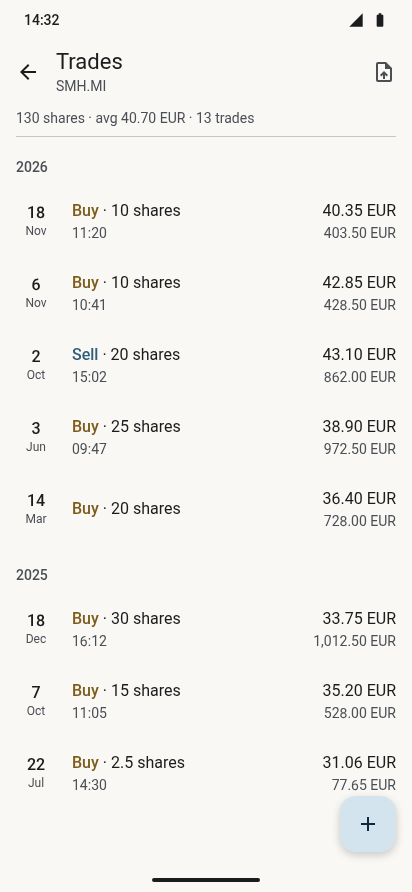 14:32
Trades
SMH.MI
130 shares · avg 40.70 EUR · 13 trades
2026
18 Nov Buy · 10 shares 40.35 EUR
11:20 403.50 EUR
6 Nov Buy · 10 shares 42.85 EUR
10:41 428.50 EUR
2 Oct Sell · 20 shares 43.10 EUR
15:02 862.00 EUR
3 Jun Buy · 25 shares 38.90 EUR
09:47 972.50 EUR
14 Mar Buy · 20 shares 36.40 EUR
728.00 EUR
2025
18 Dec Buy · 30 shares 33.75 EUR
16:12 1,012.50 EUR
7 Oct Buy · 15 shares 35.20 EUR
11:05 528.00 EUR
22 Jul Buy · 2.5 shares 31.06 EUR
14:30 77.65 EUR